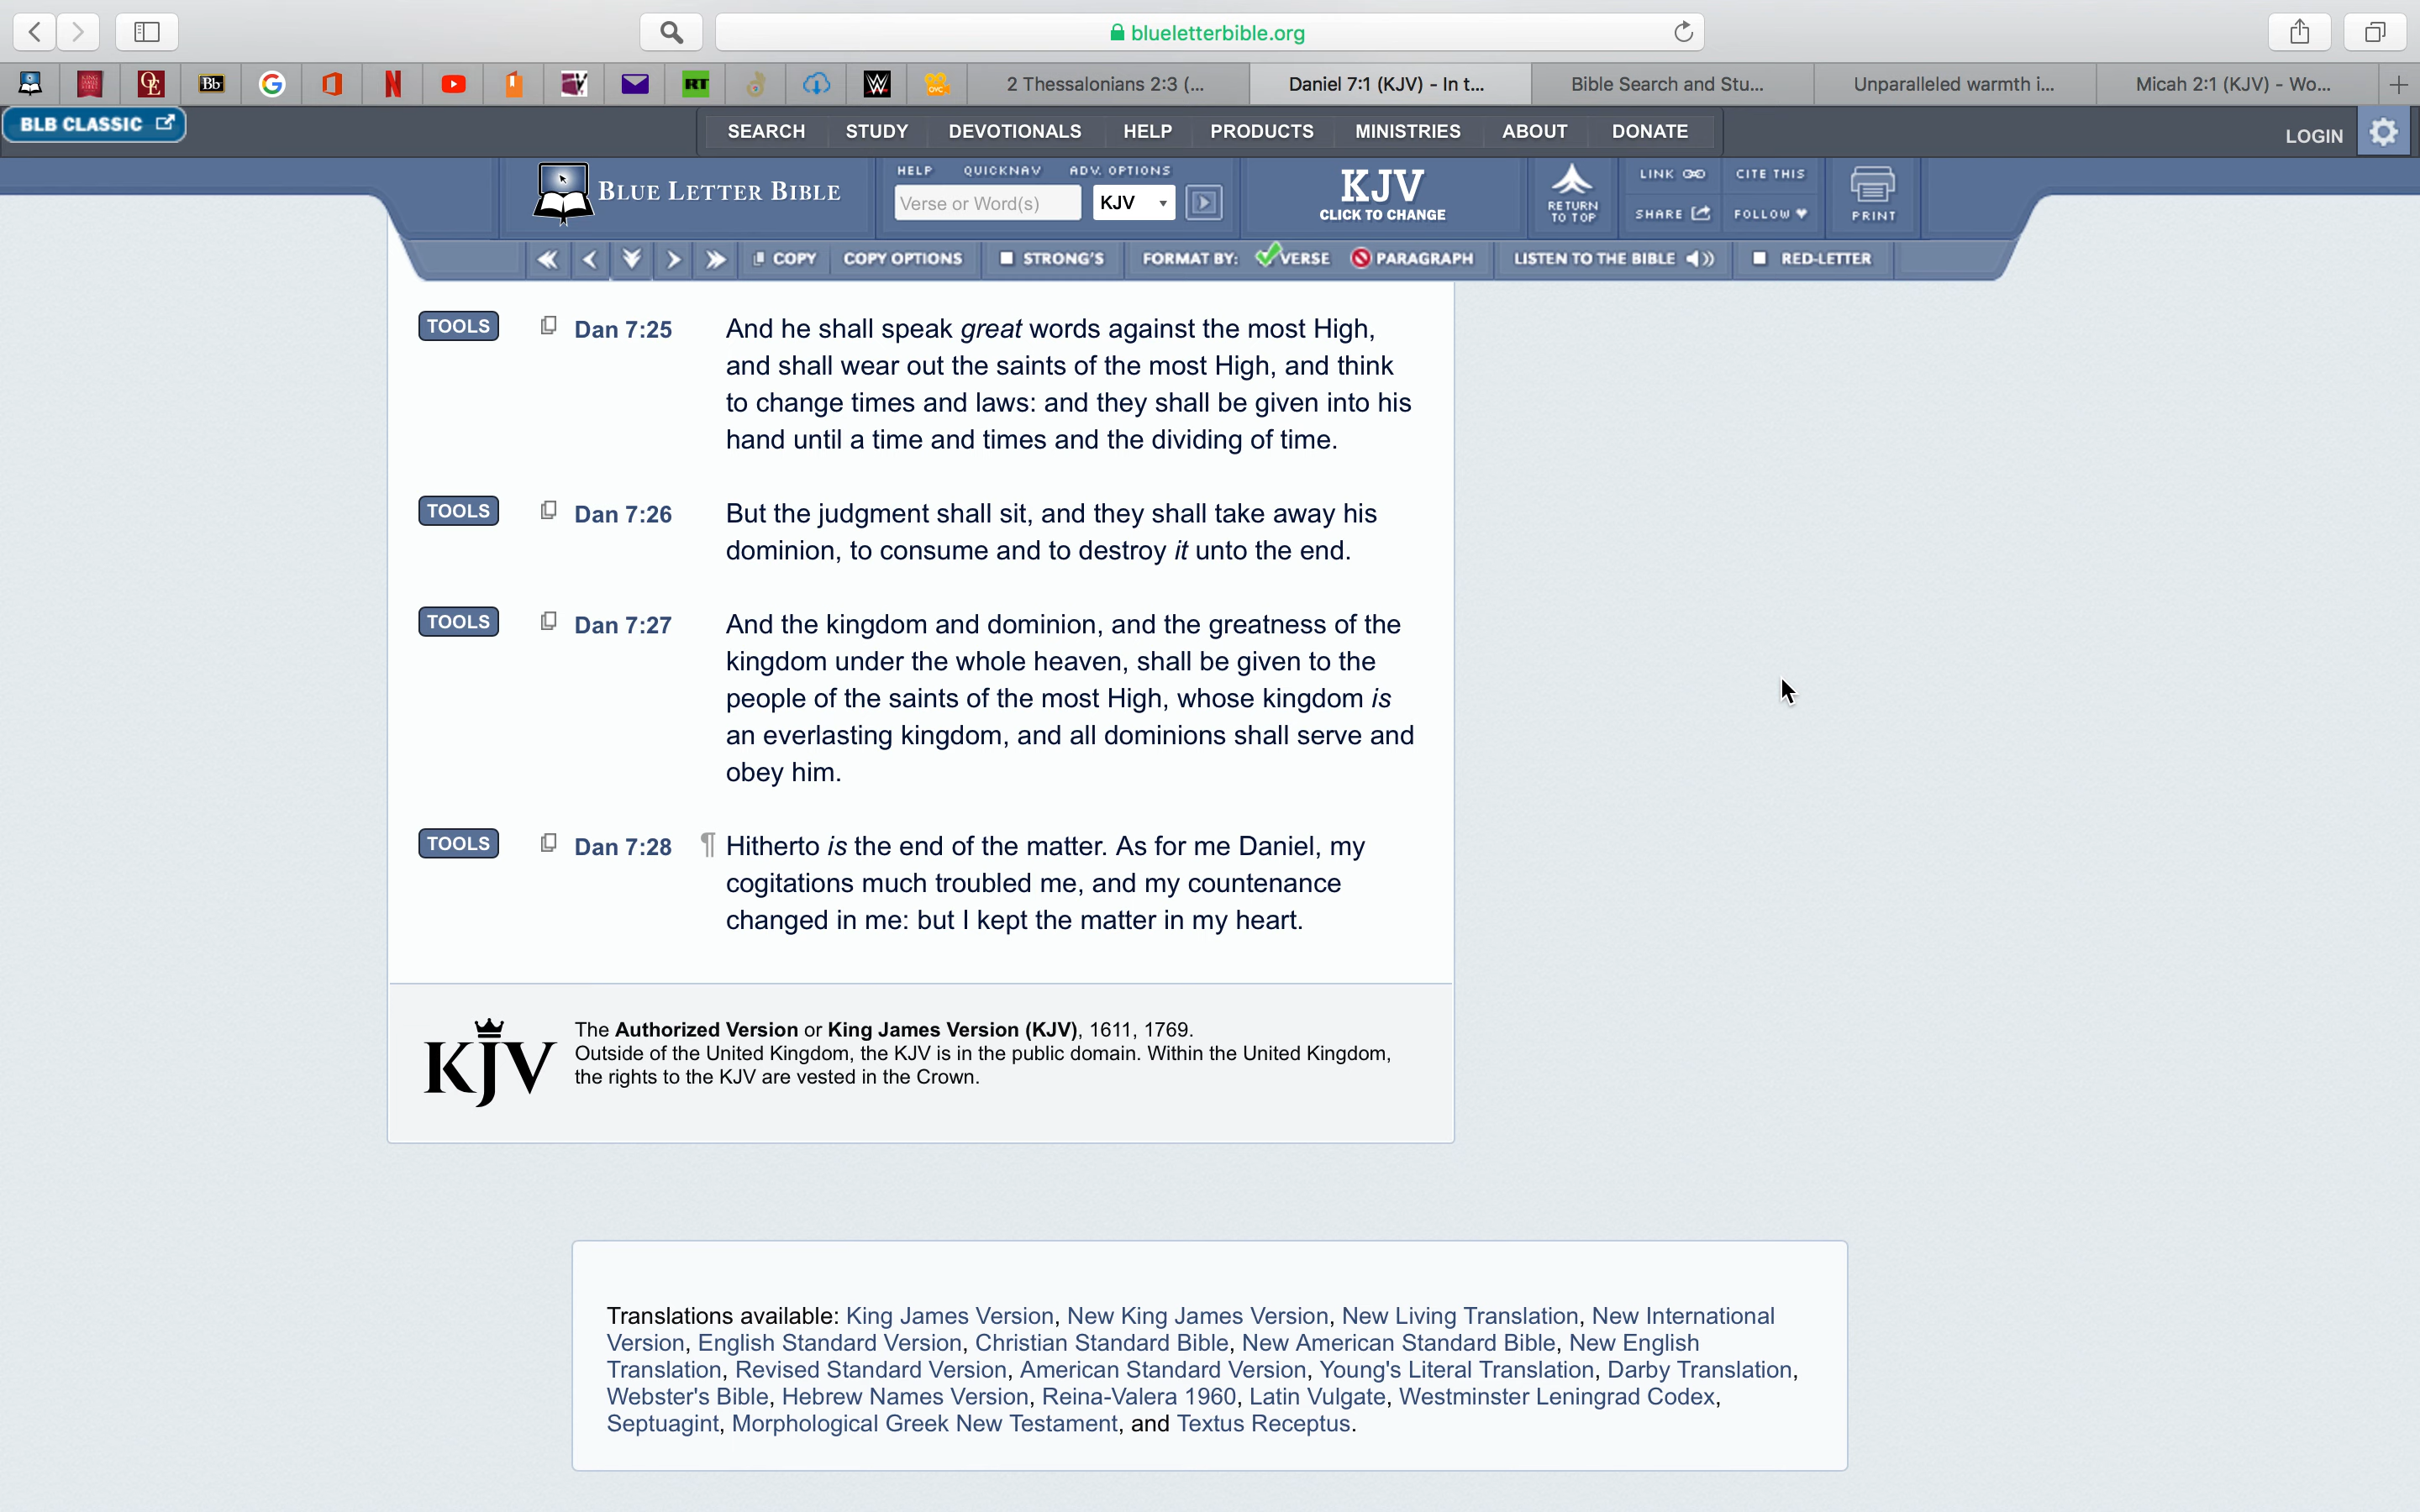 blueletterbible.org
Bb
RT
2 Thessalonians 2:3 (...
Daniel 7:1 (KJV) - In t...
Bible Search and Stu...
Unparalleled warmth i...
Micah 2:1 (KJV) - Wo...
BLB CLASSIC
SEARCH STUDY DEVOTIONALS HELP PRODUCTS MINISTRIES ABOUT DONATE
LOGIN
BLUE LETTER BIBLE
HELP QUICKNAV ADV. OPTIONS
Verse or Word(s) KJV
KJV
CLICK TO CHANGE
RETURN
TO TOP
LINK CITE THIS
SHARE FOLLOW
PRINT
COPY COPY OPTIONS STRONG'S FORMAT BY: VERSE PARAGRAPH LISTEN TO THE BIBLE RED-LETTER
TOOLS Dan 7:25 And he shall speak great words against the most High,
and shall wear out the saints of the most High, and think
to change times and laws: and they shall be given into his
hand until a time and times and the dividing of time.
TOOLS Dan 7:26 But the judgment shall sit, and they shall take away his
dominion, to consume and to destroy it unto the end.
TOOLS Dan 7:27 And the kingdom and dominion, and the greatness of the
kingdom under the whole heaven, shall be given to the
people of the saints of the most High, whose kingdom is
an everlasting kingdom, and all dominions shall serve and
obey him.
TOOLS Dan 7:28 ¶ Hitherto is the end of the matter. As for me Daniel, my
cogitations much troubled me, and my countenance
changed in me: but I kept the matter in my heart.
KJV
The Authorized Version or King James Version (KJV), 1611, 1769.
Outside of the United Kingdom, the KJV is in the public domain. Within the United Kingdom,
the rights to the KJV are vested in the Crown.
Translations available: King James Version, New King James Version, New Living Translation, New International
Version, English Standard Version, Christian Standard Bible, New American Standard Bible, New English
Translation, Revised Standard Version, American Standard Version, Young's Literal Translation, Darby Translation,
Webster's Bible, Hebrew Names Version, Reina-Valera 1960, Latin Vulgate, Westminster Leningrad Codex,
Septuagint, Morphological Greek New Testament, and Textus Receptus.